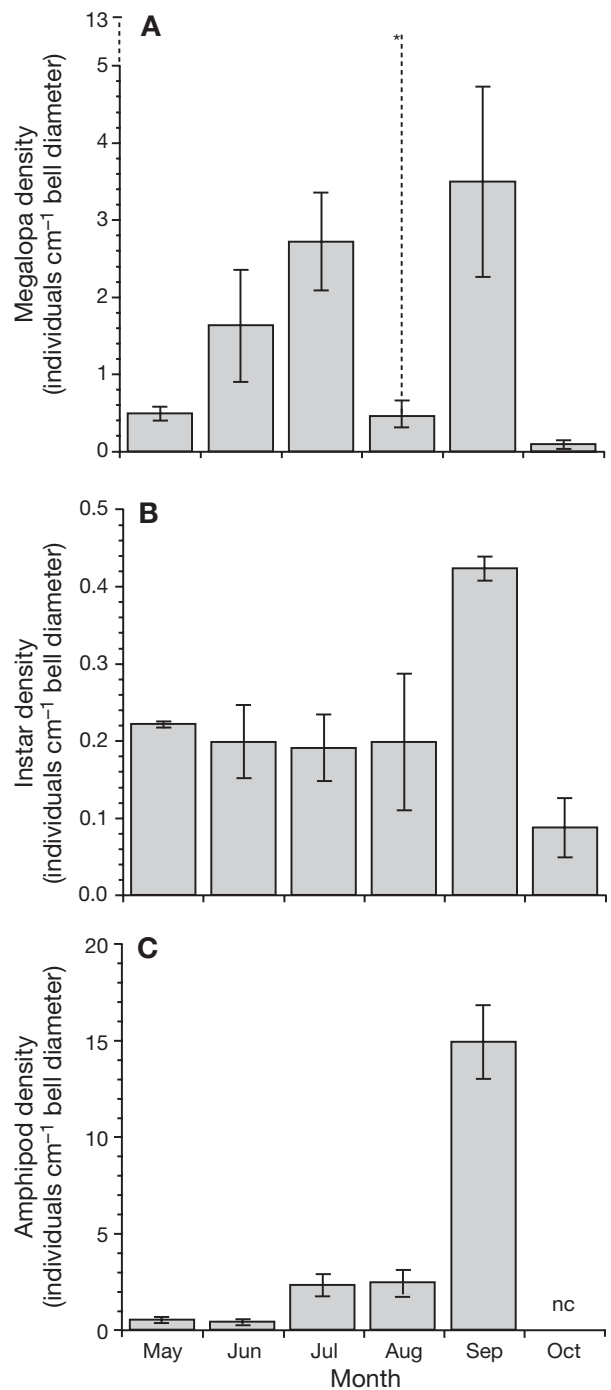 A
13
5
4
3
2
1
0
*
Megalopa density
(individuals cm⁻¹ bell diameter)
B
0.5
0.4
0.3
0.2
0.1
0.0
Instar density
(individuals cm⁻¹ bell diameter)
C
20
15
10
5
0
Amphipod density
(individuals cm⁻¹ bell diameter)
nc
May Jun Jul Aug Sep Oct
Month